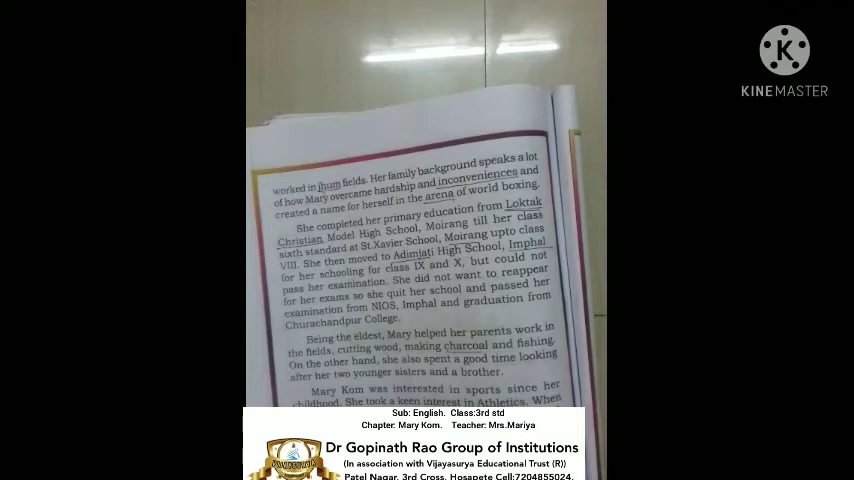 KINEMASTER
worked in jhum fields. Her family background speaks a lot
of how Mary overcame hardship and inconveniences and
created a name for herself in the arena of world boxing.
She completed her primary education from Loktak
Christian Model High School, Moirang till her class
sixth standard at St.Xavier School, Moirang upto class
VIII. She then moved to Adimjati High School, Imphal
for her schooling for class IX and X, but could not
pass her examination. She did not want to reappear
for her exams so she quit her school and passed her
examination from NIOS, Imphal and graduation from
Churachandpur College.
Being the eldest, Mary helped her parents work in
the fields, cutting wood, making charcoal and fishing.
On the other hand, she also spent a good time looking
after her two younger sisters and a brother.
Mary Kom was interested in sports since her
childhood. She took a keen interest in Athletics. When
Sub: English. Class:3rd std
Chapter: Mary Kom. Teacher: Mrs.Mariya
Dr Gopinath Rao Group of Institutions
(In association with Vijayasurya Educational Trust (R))
Patel Nagar, 3rd Cross, Hosapete Cell:7204855024,